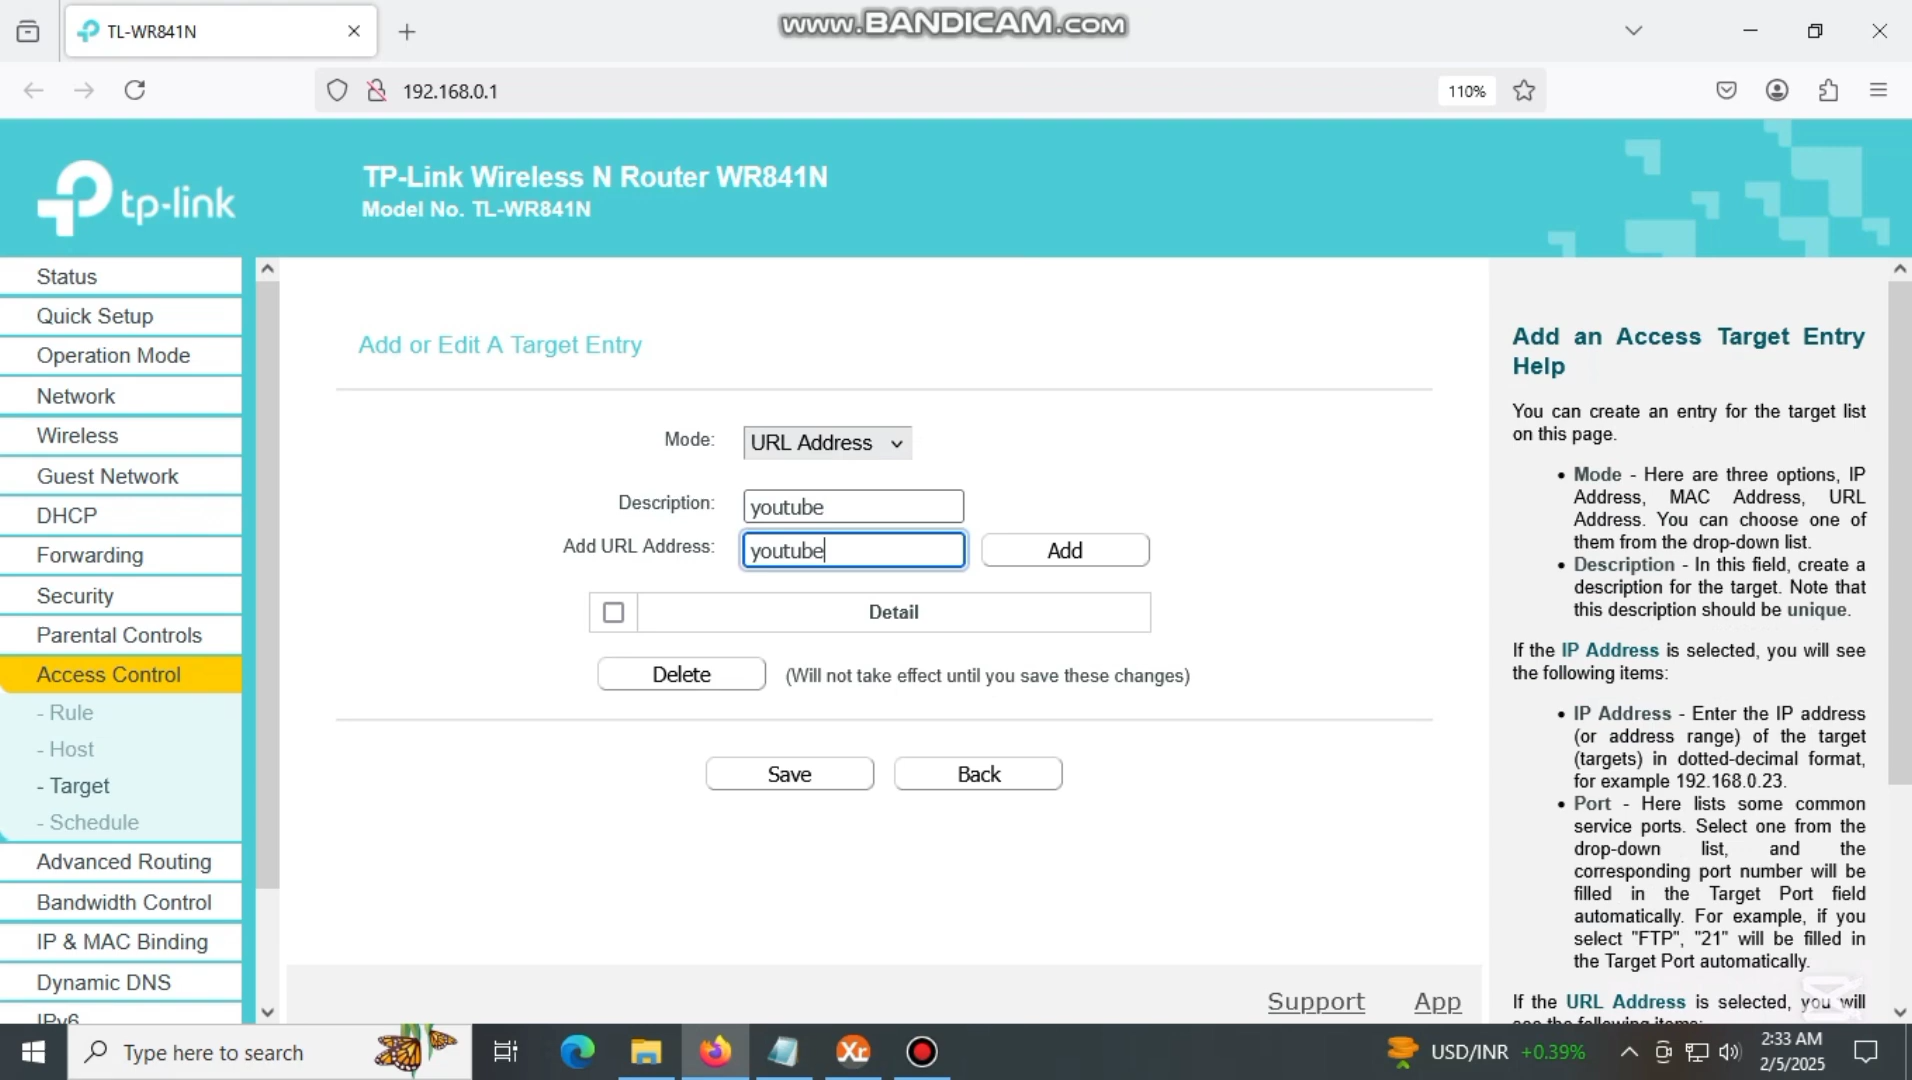 TL-WR841N
www.BANDICAM.com
192.168.0.1
110%
tp-link
TP-Link Wireless N Router WR841N
Model No. TL-WR841N
Status
Quick Setup
Operation Mode
Network
Wireless
Guest Network
DHCP
Forwarding
Security
Parental Controls
Access Control
- Rule
- Host
- Target
- Schedule
Advanced Routing
Bandwidth Control
IP & MAC Binding
Dynamic DNS
IPv6
Add or Edit A Target Entry
Mode: URL Address
Description: youtube
Add URL Address: youtube Add
Detail
Delete (Will not take effect until you save these changes)
Save Back
Support App
Add an Access Target Entry
Help
You can create an entry for the target list
on this page.
• Mode - Here are three options, IP
Address, MAC Address, URL
Address. You can choose one of
them from the drop-down list.
• Description - In this field, create a
description for the target. Note that
this description should be unique.
If the IP Address is selected, you will see
the following items:
• IP Address - Enter the IP address
(or address range) of the target
(targets) in dotted-decimal format,
for example 192.168.0.23.
• Port - Here lists some common
service ports. Select one from the
drop-down list, and the
corresponding port number will be
filled in the Target Port field
automatically. For example, if you
select "FTP", "21" will be filled in
the Target Port automatically.
If the URL Address is selected, you will
see the following items:
Type here to search
Xr
USD/INR +0.39%
2:33 AM
2/5/2025